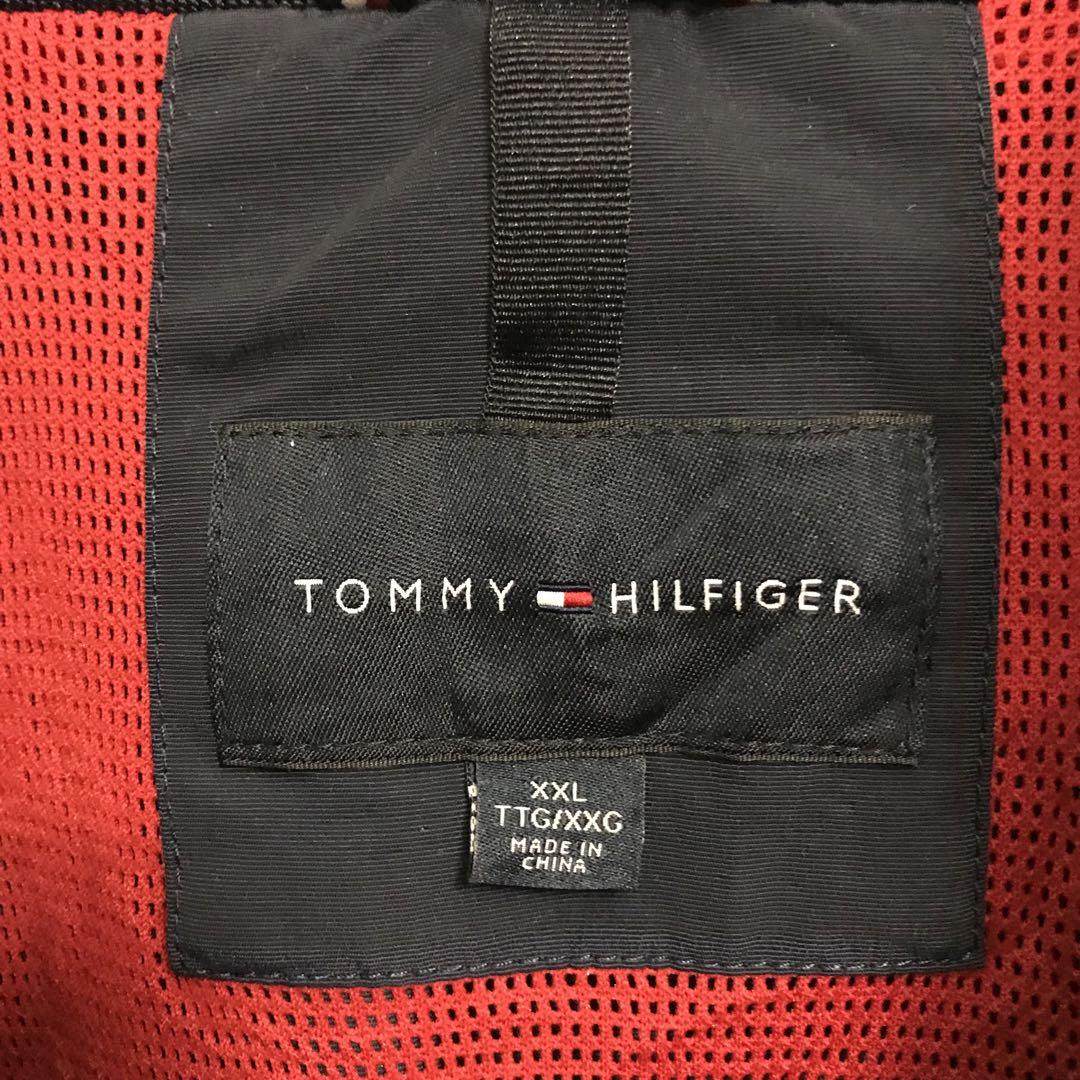 TOMMY HILFIGER
XXL
TTG/XXG
MADE IN
CHINA